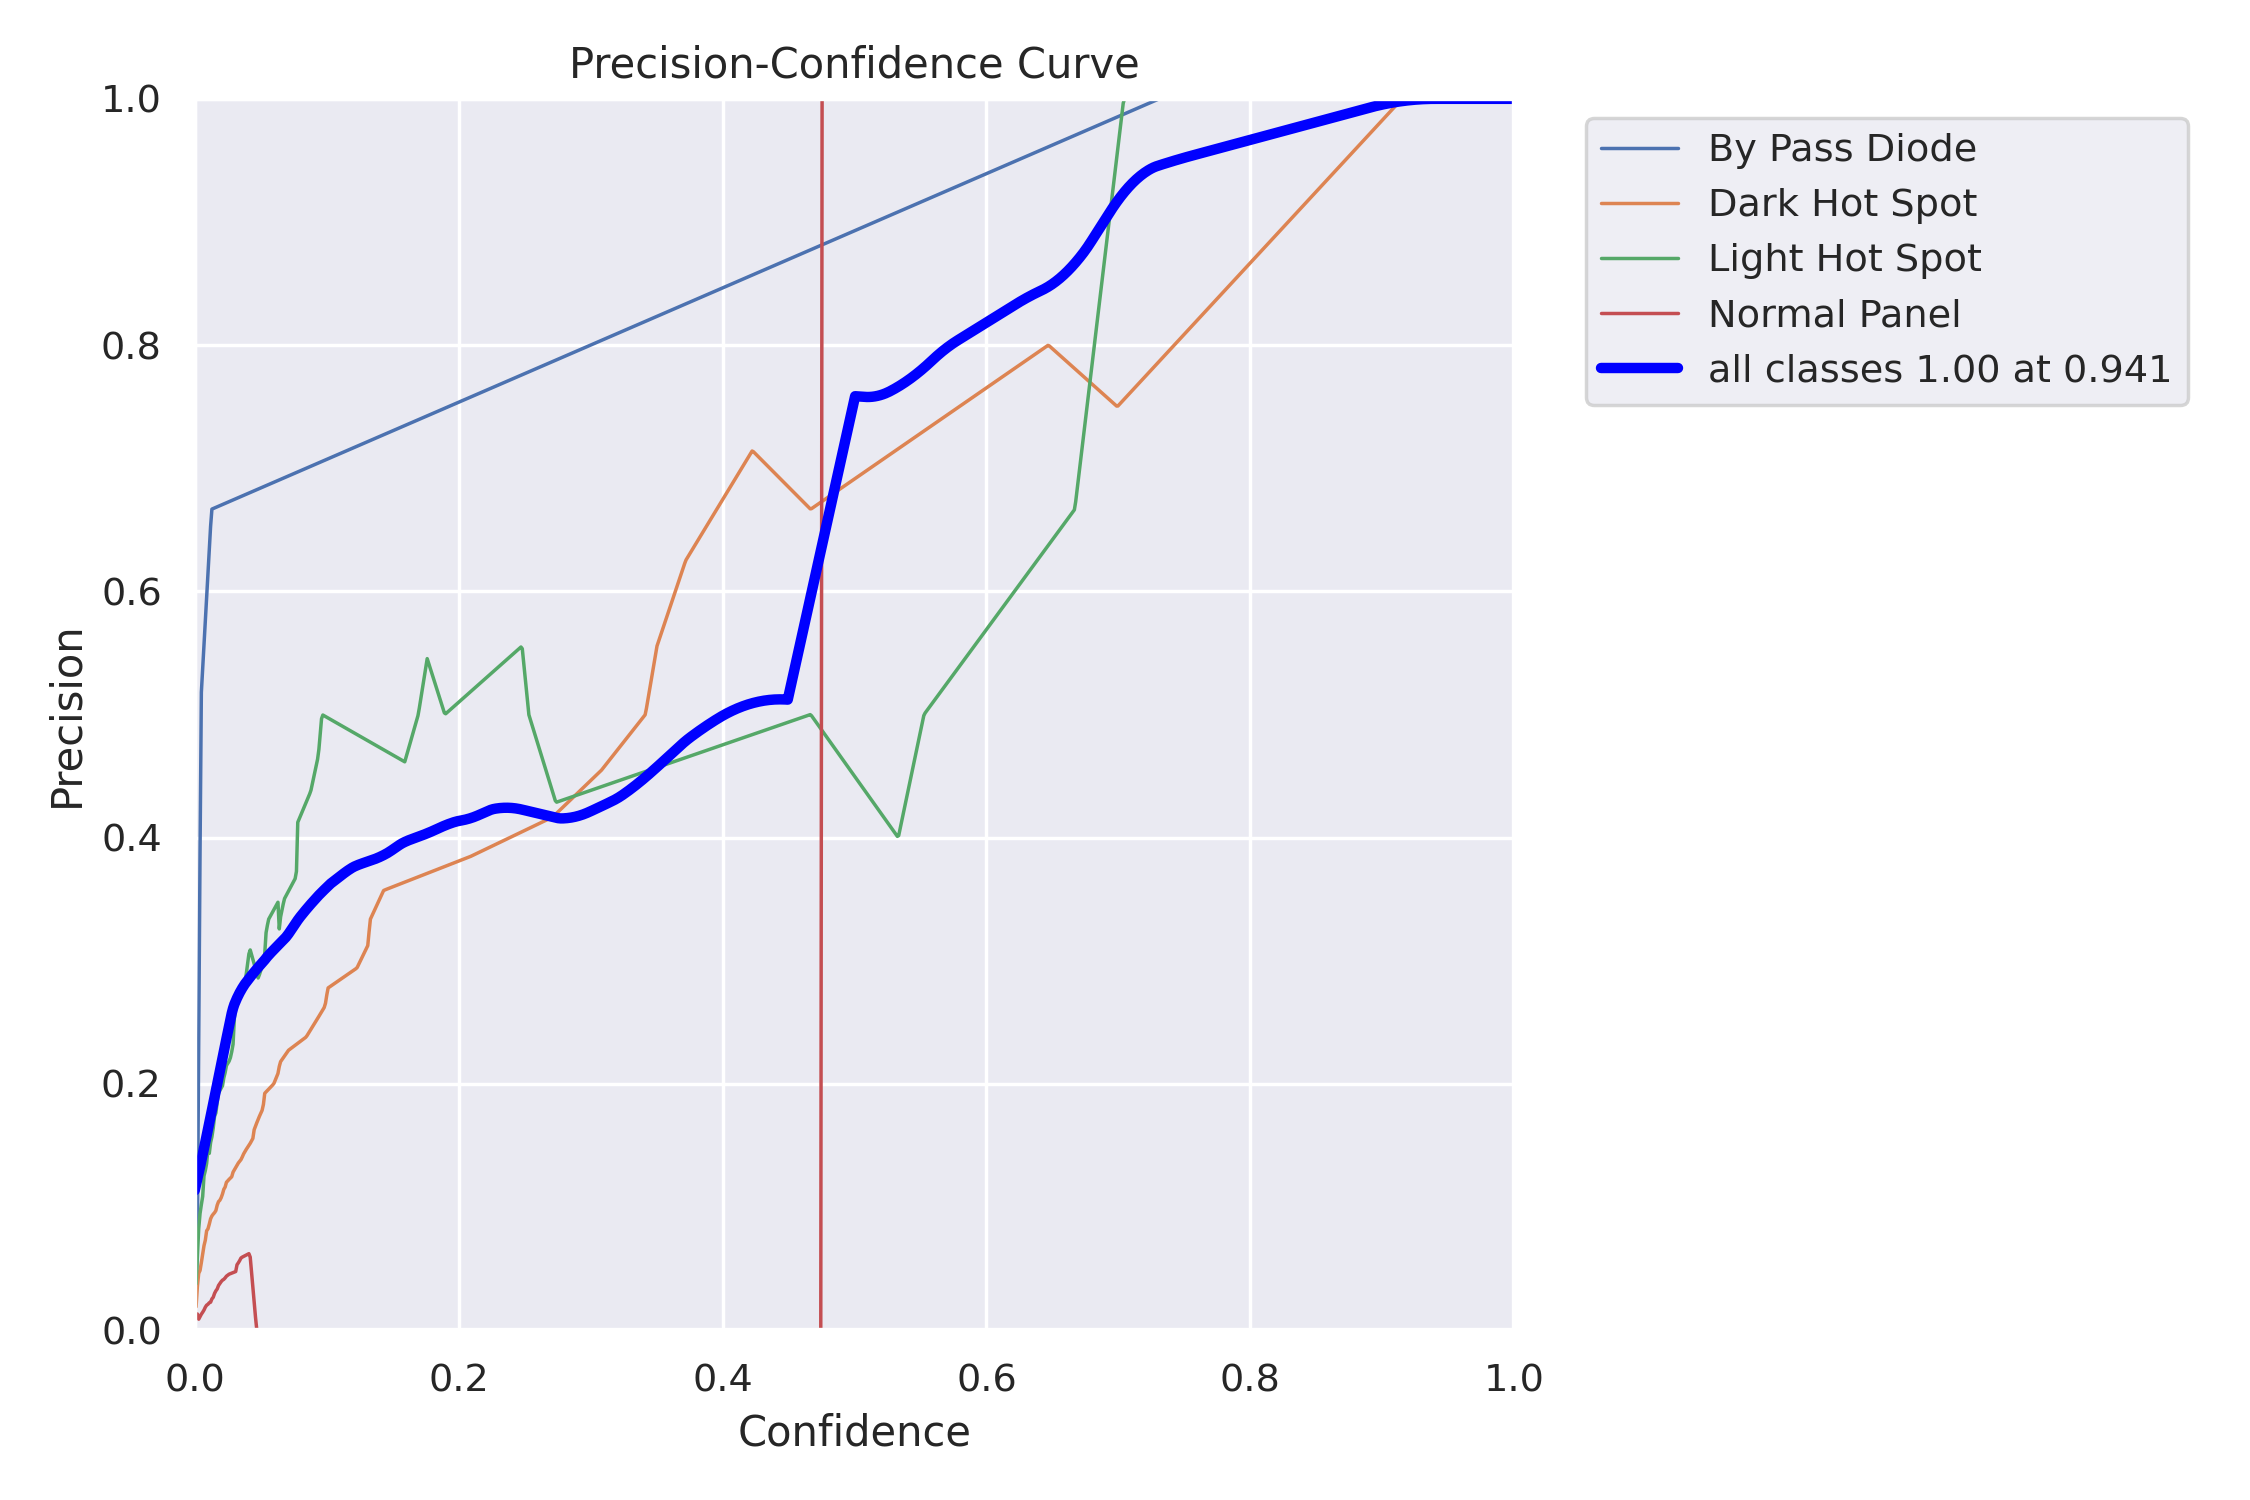 Precision-Confidence Curve
1.0
0.8
0.6
0.4
0.2
0.0
Precision
0.0 0.2 0.4 0.6 0.8 1.0
Confidence
By Pass Diode
Dark Hot Spot
Light Hot Spot
Normal Panel
all classes 1.00 at 0.941